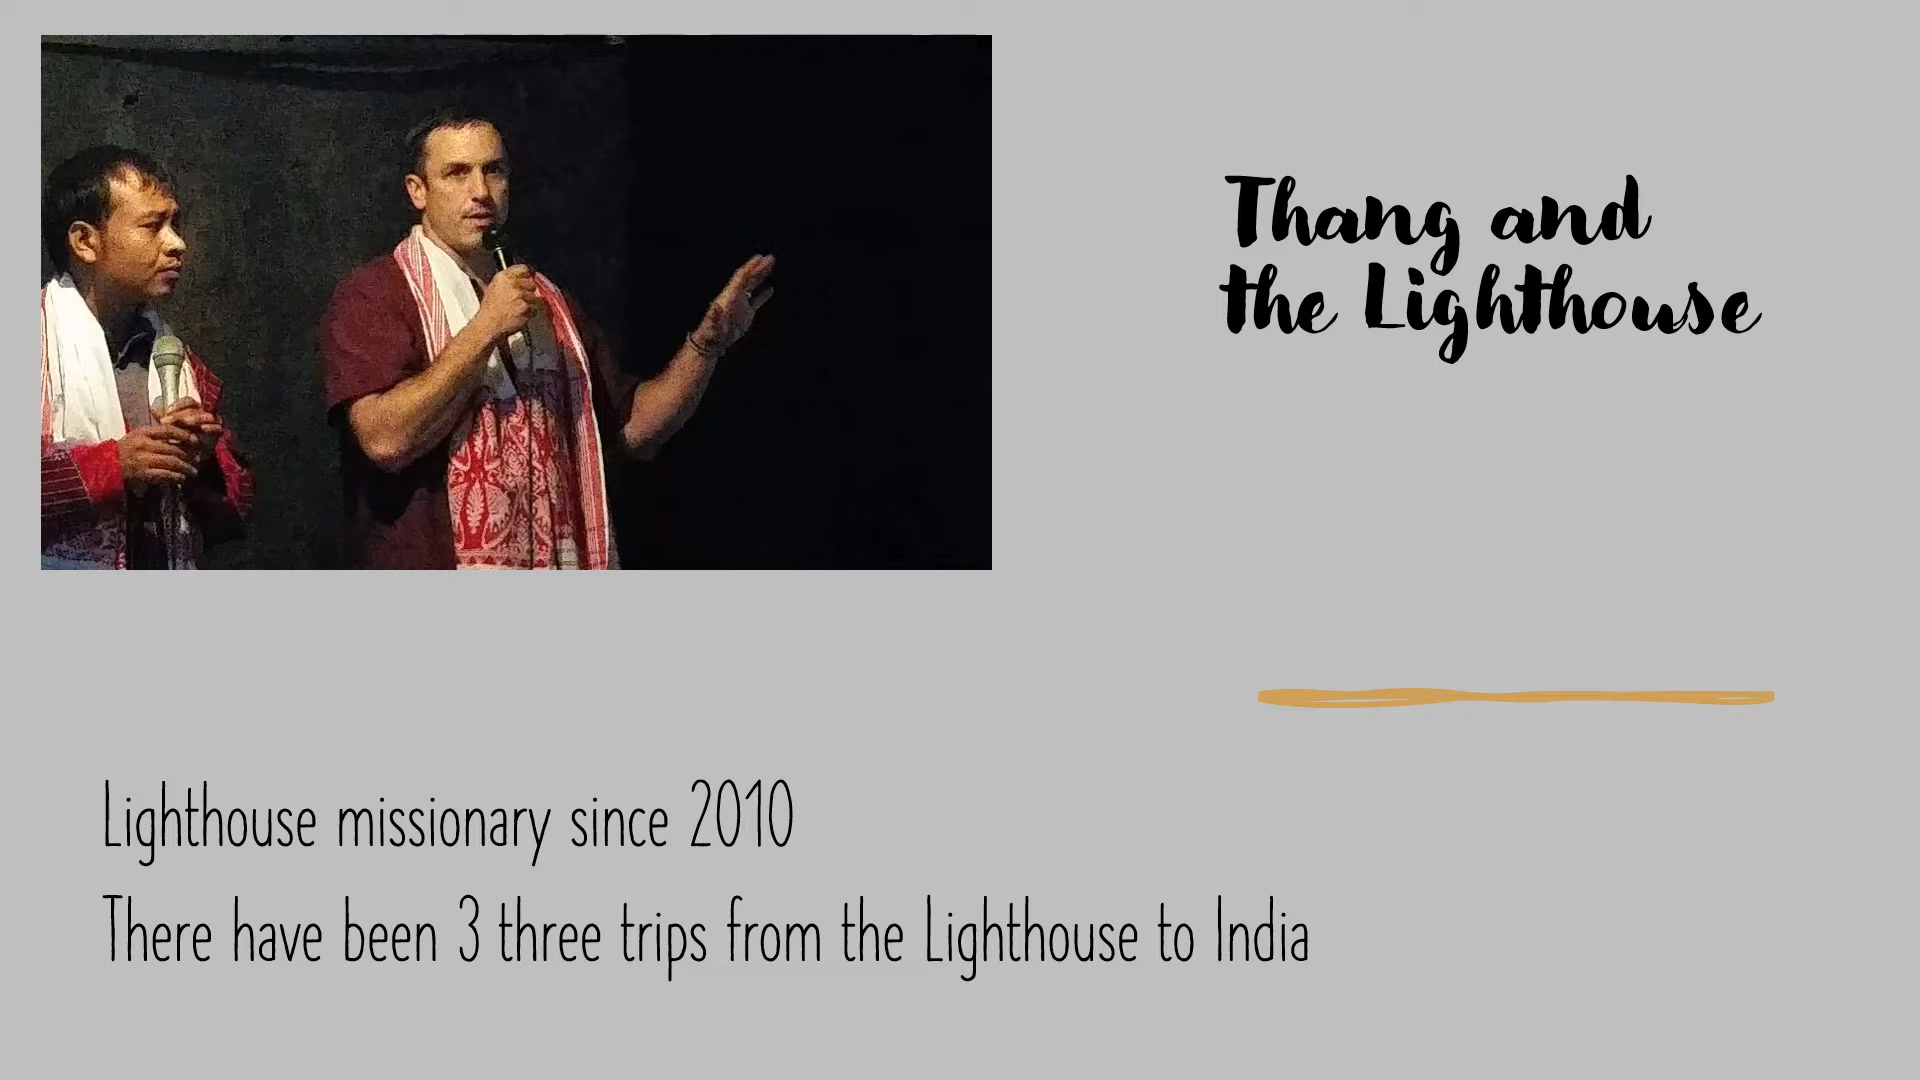 Thang and
the Lighthouse
Lighthouse missionary since 2010
There have been 3 three trips from the Lighthouse to India